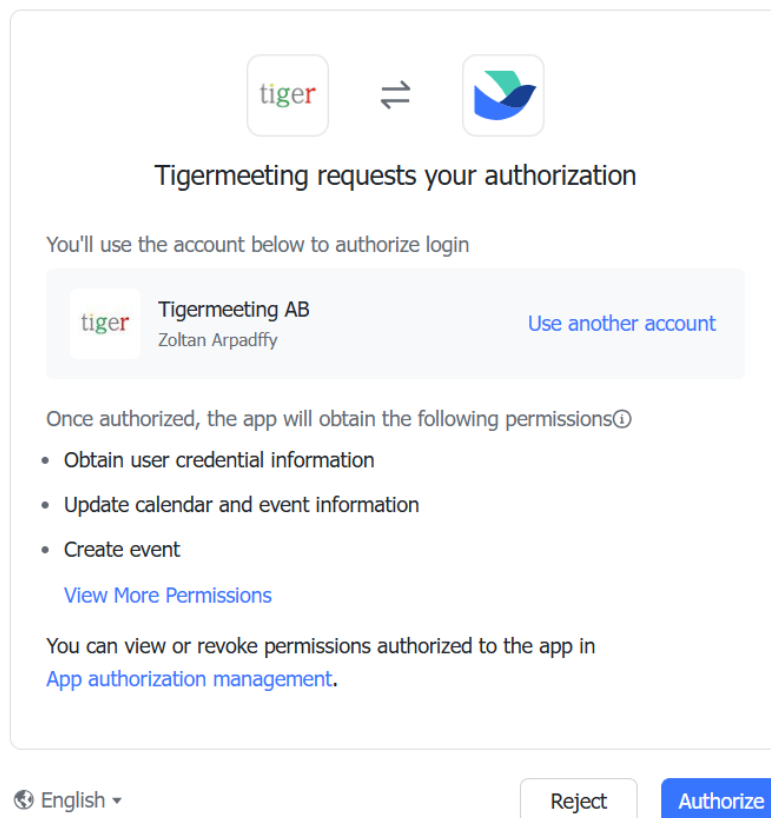 tiger
Tigermeeting requests your authorization
You'll use the account below to authorize login
tiger
Tigermeeting AB
Zoltan Arpadffy
Use another account
Once authorized, the app will obtain the following permissions
Obtain user credential information
Update calendar and event information
Create event
View More Permissions
You can view or revoke permissions authorized to the app in
App authorization management.
English
Reject
Authorize